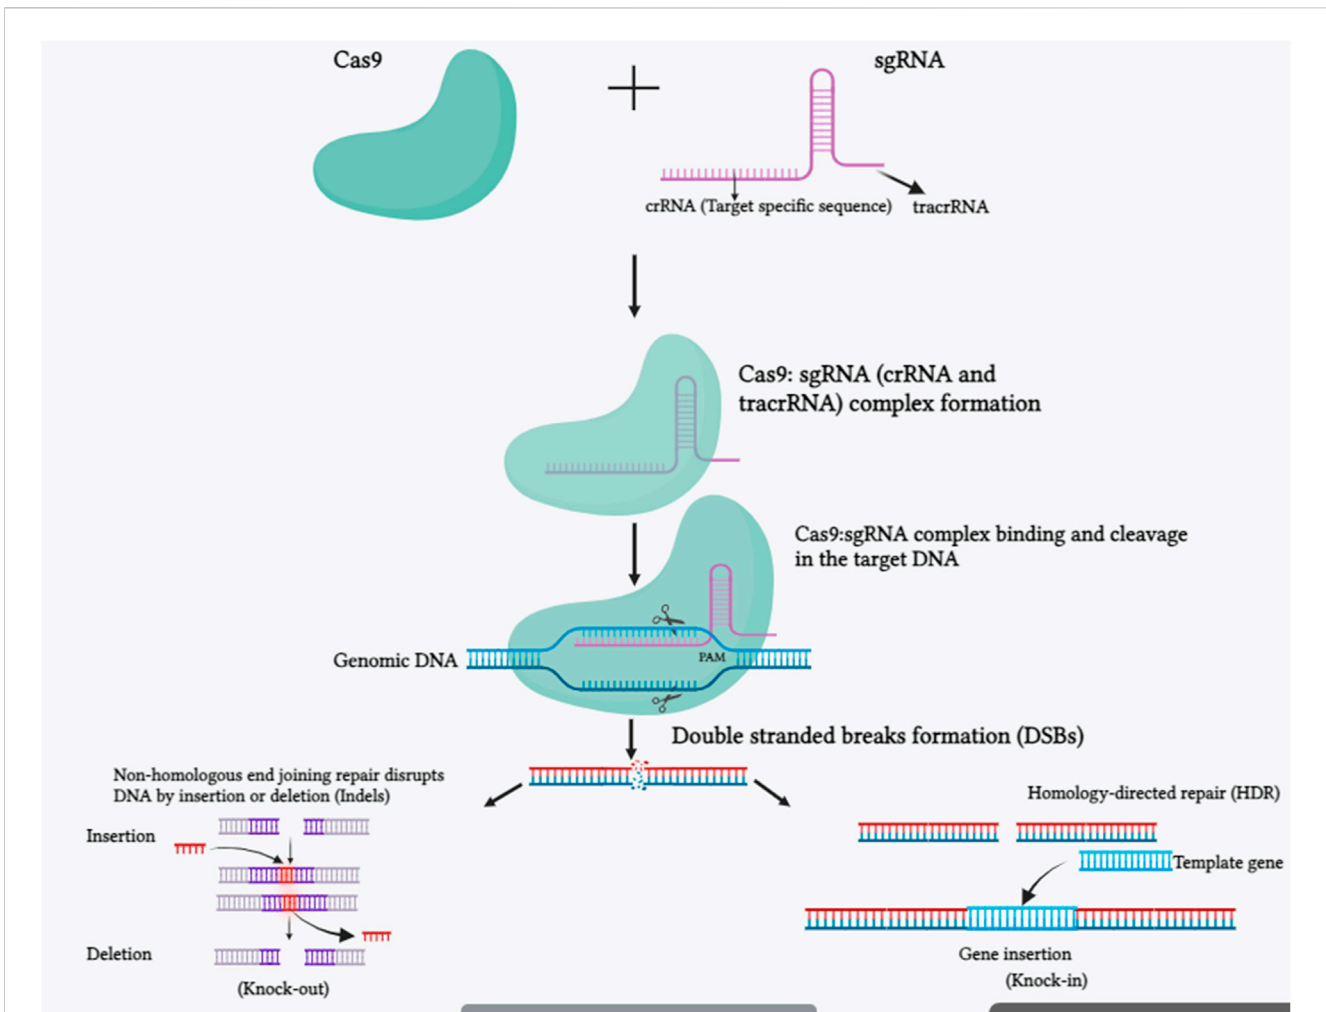 Cas9
sgRNA
crRNA (Target specific sequence)
tracrRNA
Cas9: sgRNA (crRNA and
tracrRNA) complex formation
Cas9:sgRNA complex binding and cleavage
in the target DNA
Genomic DNA
PAM
Double stranded breaks formation (DSBs)
Non-homologous end joining repair disrupts
DNA by insertion or deletion (Indels)
Insertion
Deletion
(Knock-out)
Homology-directed repair (HDR)
Template gene
Gene insertion
(Knock-in)